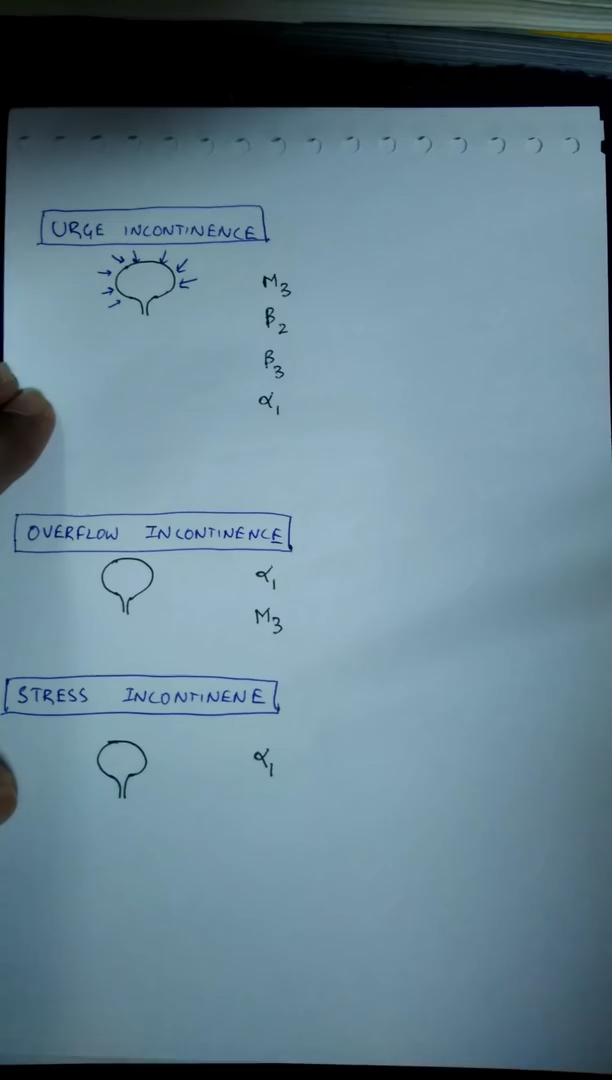 URGE INCONTINENCE
M₃
β₂
β₃
α₁
OVERFLOW INCONTINENCE
α₁
M₃
STRESS INCONTINENE
α₁